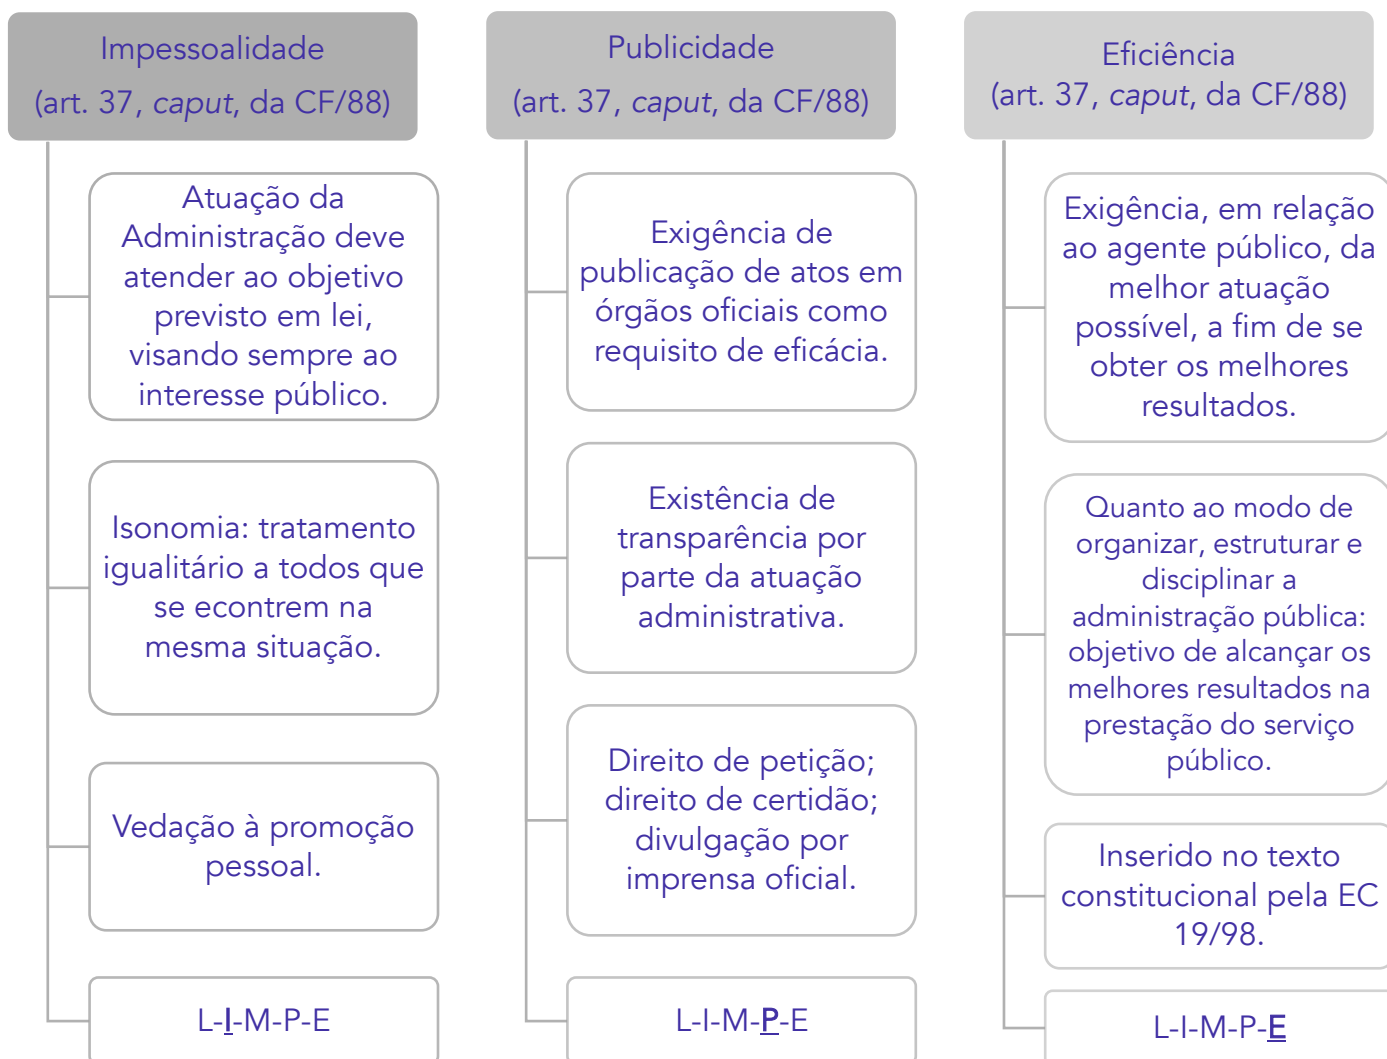 Impessoalidade
(art. 37, caput, da CF/88)
Atuação da
Administração deve
atender ao objetivo
previsto em lei,
visando sempre ao
interesse público.
Isonomia: tratamento
igualitário a todos que
se econtrem na
mesma situação.
Vedação à promoção
pessoal.
L-I-M-P-E
Publicidade
(art. 37, caput, da CF/88)
Exigência de
publicação de atos em
órgãos oficiais como
requisito de eficácia.
Existência de
transparência por
parte da atuação
administrativa.
Direito de petição;
direito de certidão;
divulgação por
imprensa oficial.
L-I-M-P-E
Eficiência
(art. 37, caput, da CF/88)
Exigência, em relação
ao agente público, da
melhor atuação
possível, a fim de se
obter os melhores
resultados.
Quanto ao modo de
organizar, estruturar e
disciplinar a
administração pública:
objetivo de alcançar os
melhores resultados na
prestação do serviço
público.
Inserido no texto
constitucional pela EC
19/98.
L-I-M-P-E